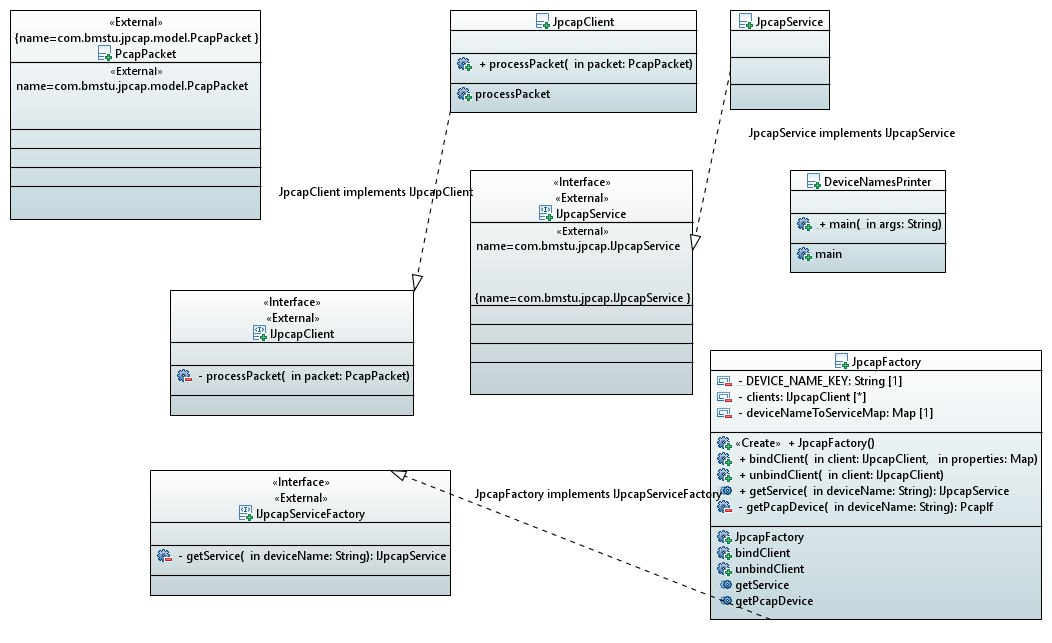 «External»
{name=com.bmstu.jpcap.model.PcapPacket }
PcapPacket
«External»
name=com.bmstu.jpcap.model.PcapPacket
JpcapClient
+ processPacket( in packet: PcapPacket)
processPacket
JpcapService
JpcapService implements IJpcapService
JpcapClient implements IJpcapClient
«Interface»
«External»
IJpcapService
«External»
name=com.bmstu.jpcap.IJpcapService
{name=com.bmstu.jpcap.IJpcapService }
DeviceNamesPrinter
+ main( in args: String)
main
«Interface»
«External»
IJpcapClient
- processPacket( in packet: PcapPacket)
JpcapFactory
- DEVICE_NAME_KEY: String [1]
- clients: IJpcapClient [*]
- deviceNameToServiceMap: Map [1]
«Create» + JpcapFactory()
+ bindClient( in client: IJpcapClient, in properties: Map)
+ unbindClient( in client: IJpcapClient)
+ getService( in deviceName: String): IJpcapService
- getPcapDevice( in deviceName: String): PcapIf
JpcapFactory
bindClient
unbindClient
getService
getPcapDevice
«Interface»
«External»
IJpcapServiceFactory
- getService( in deviceName: String): IJpcapService
JpcapFactory implements IJpcapServiceFactory